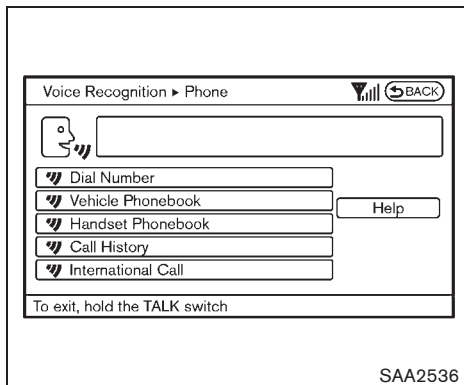 Voice Recognition ▸ Phone BACK
Dial Number
Vehicle Phonebook
Help
Handset Phonebook
Call History
International Call
To exit, hold the TALK switch
SAA2536